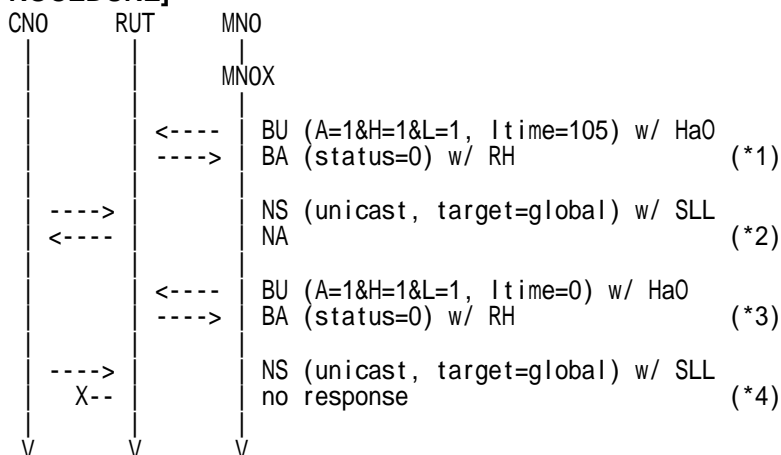 CN0 RUT MN0
MN0X
<---- BU (A=1&H=1&L=1, ltime=105) w/ HaO
----> BA (status=0) w/ RH (*1)
----> NS (unicast, target=global) w/ SLL
<---- NA (*2)
<---- BU (A=1&H=1&L=1, ltime=0) w/ HaO
----> BA (status=0) w/ RH (*3)
----> NS (unicast, target=global) w/ SLL
X-- no response (*4)
V V V